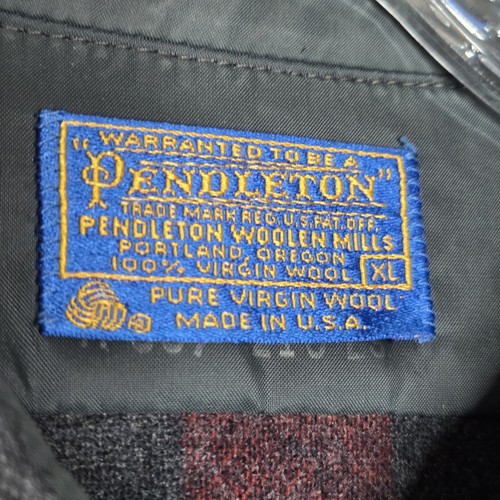 "WARRANTED TO BE A
PENDLETON"
TRADE MARK REG. U.S. PAT. OFF.
PENDLETON WOOLEN MILLS
PORTLAND, OREGON
100% VIRGIN WOOL XL
PURE VIRGIN WOOL
MADE IN U.S.A.